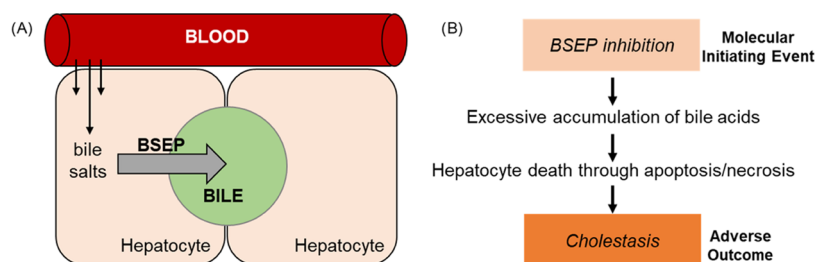 (A)
BLOOD
bile
salts
BSEP
BILE
Hepatocyte
Hepatocyte
(B)
BSEP inhibition
Molecular
Initiating Event
Excessive accumulation of bile acids
Hepatocyte death through apoptosis/necrosis
Cholestasis
Adverse
Outcome